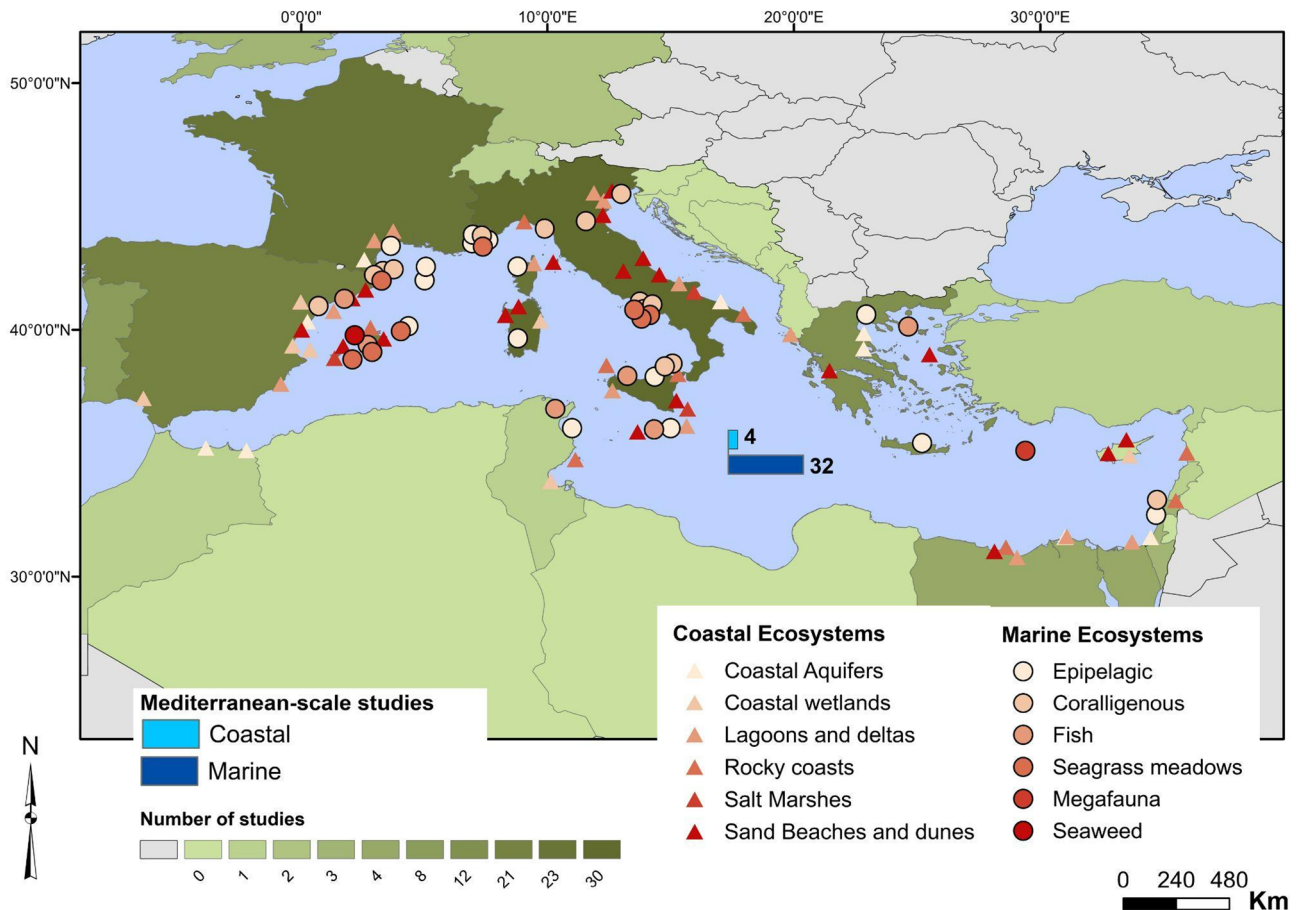 0°0'0" 10°0'0"E 20°0'0"E 30°0'0"E
50°0'0"N
40°0'0"N
30°0'0"N
4
32
Mediterranean-scale studies
Coastal
Marine
Number of studies
0 1 2 3 4 8 12 21 23 30
Coastal Ecosystems
Coastal Aquifers
Coastal wetlands
Lagoons and deltas
Rocky coasts
Salt Marshes
Sand Beaches and dunes
Marine Ecosystems
Epipelagic
Coralligenous
Fish
Seagrass meadows
Megafauna
Seaweed
N
0 240 480
Km